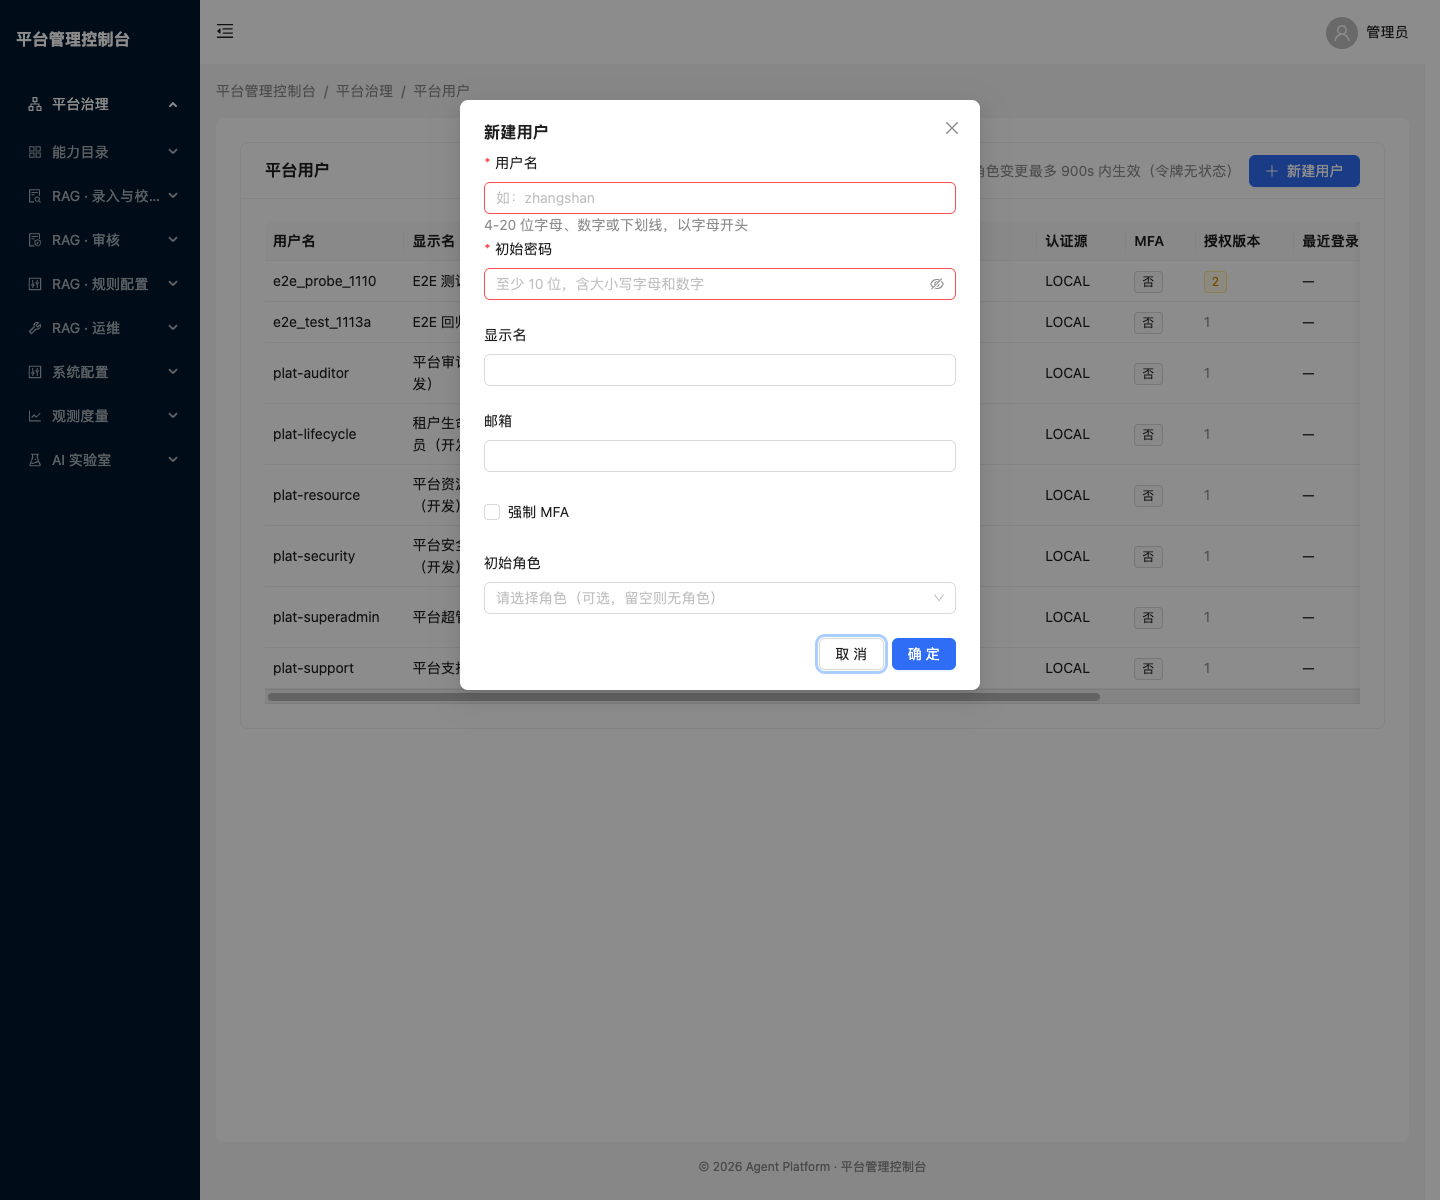 平台管理控制台
管理员
平台治理
能力目录
RAG · 录入与校...
RAG · 审核
RAG · 规则配置
RAG · 运维
系统配置
观测度量
AI 实验室
平台管理控制台 / 平台治理 / 平台用户
平台用户
色变更最多 900s 内生效（令牌无状态）
新建用户
用户名 显示名 认证源 MFA 授权版本 最近登录
e2e_probe_1110 E2E LOCAL 否 2 —
e2e_test_1113a E2E LOCAL 否 1 —
plat-auditor 平台审 LOCAL 否 1 —
发）
plat-lifecycle 租户生 LOCAL 否 1 —
员（开
plat-resource 平台资 LOCAL 否 1 —
（开发）
plat-security 平台安 LOCAL 否 1 —
（开发）
plat-superadmin 平台超 LOCAL 否 1 —
plat-support 平台支 LOCAL 否 1 —
新建用户
* 用户名
如：zhangshan
4-20 位字母、数字或下划线，以字母开头
* 初始密码
至少 10 位，含大小写字母和数字
显示名
邮箱
强制 MFA
初始角色
请选择角色（可选，留空则无角色）
取 消
确 定
© 2026 Agent Platform · 平台管理控制台